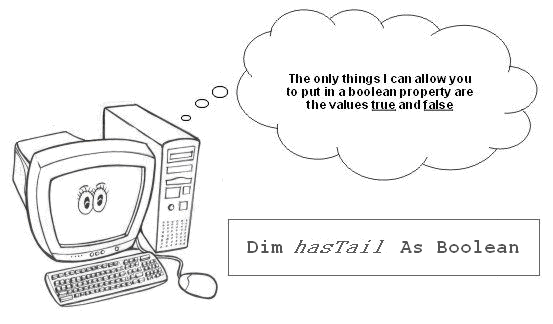 The only things I can allow you
to put in a boolean property are
the values true and false
Dim hasTail As Boolean